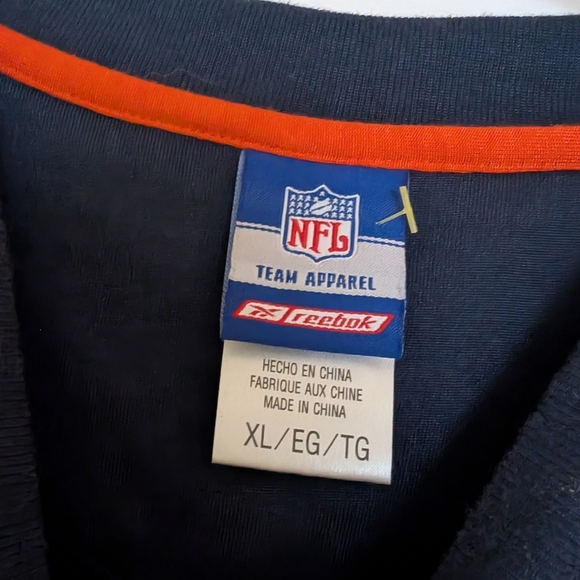 NFL
TEAM APPAREL
Reebok
HECHO EN CHINA
FABRIQUE AUX CHINE
MADE IN CHINA
XL/EG/TG